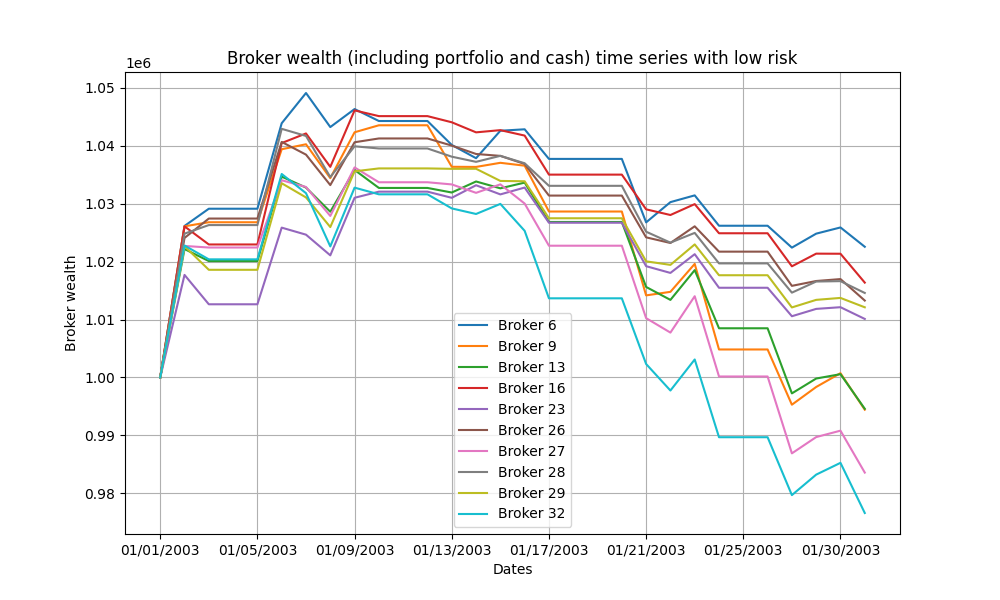 Broker wealth (including portfolio and cash) time series with low risk
1e6
1.05
1.04
1.03
1.02
1.01
1.00
0.99
0.98
Broker wealth
Broker 6
Broker 9
Broker 13
Broker 16
Broker 23
Broker 26
Broker 27
Broker 28
Broker 29
Broker 32
01/01/2003 01/05/2003 01/09/2003 01/13/2003 01/17/2003 01/21/2003 01/25/2003 01/30/2003
Dates